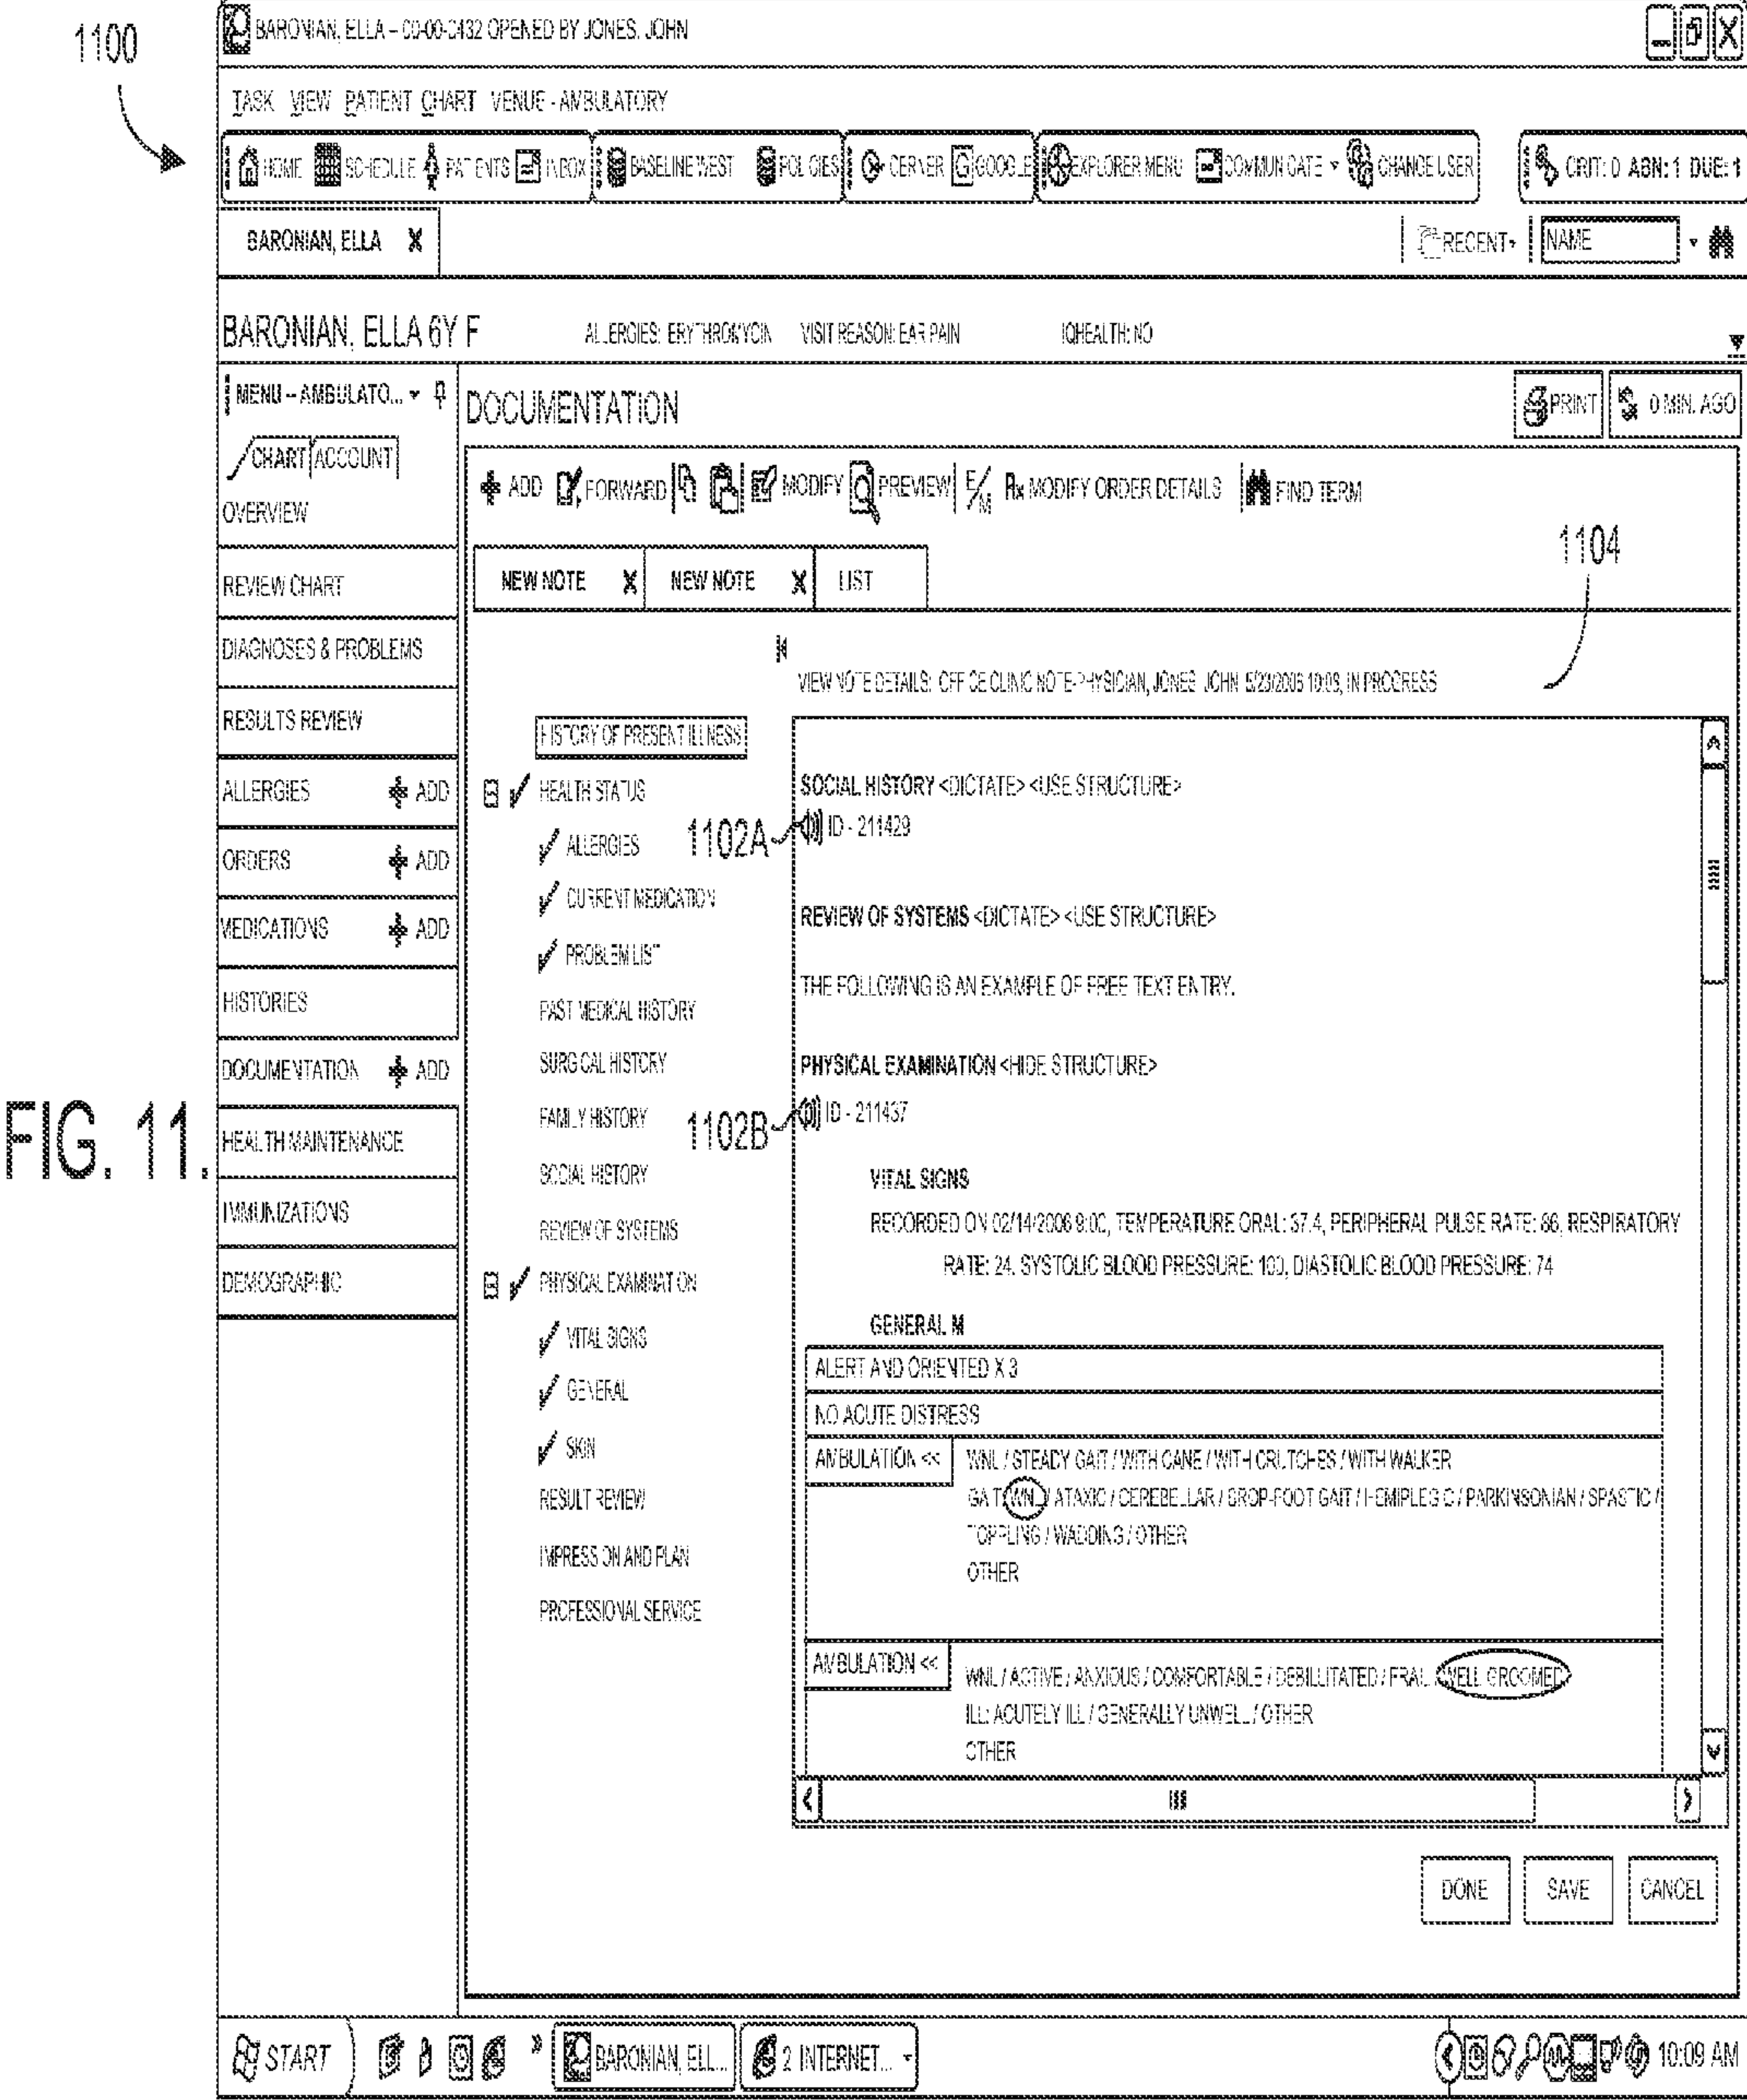 1100
BARONIAN, ELLA – 00-00-0432 OPENED BY JONES, JOHN
TASK VIEW PATIENT CHART VENUE - AMBULATORY
HOME SCHEDULE PATIENTS INBOX BASELINE WEST POLICIES CERNER GOOGLE EXPLORER MENU COMMUNICATE CHANGE USER CRIT: 0 ABN: 1 DUE: 1
BARONIAN, ELLA X RECENT NAME
BARONIAN, ELLA 6Y F ALLERGIES: ERYTHROMYCIN VISIT REASON: EAR PAIN IQHEALTH: NO
MENU – AMBULATO...
CHART ACCOUNT
OVERVIEW
REVIEW CHART
DIAGNOSES & PROBLEMS
RESULTS REVIEW
ALLERGIES ADD
ORDERS ADD
MEDICATIONS ADD
HISTORIES
DOCUMENTATION ADD
HEALTH MAINTENANCE
IMMUNIZATIONS
DEMOGRAPHIC
DOCUMENTATION PRINT 0 MIN. AGO
ADD FORWARD MODIFY PREVIEW E/M Rx MODIFY ORDER DETAILS FIND TERM
1104
NEW NOTE X NEW NOTE X LIST
VIEW NOTE DETAILS: OFFICE CLINIC NOTE-PHYSICIAN, JONES JOHN 5/23/2006 10:03, IN PROGRESS
HISTORY OF PRESENT ILLNESS
HEALTH STATUS
ALLERGIES
CURRENT MEDICATION
PROBLEM LIST
PAST MEDICAL HISTORY
SURGICAL HISTORY
FAMILY HISTORY
SOCIAL HISTORY
REVIEW OF SYSTEMS
PHYSICAL EXAMINATION
VITAL SIGNS
GENERAL
SKIN
RESULT REVIEW
IMPRESSION AND PLAN
PROFESSIONAL SERVICE
SOCIAL HISTORY <DICTATE> <USE STRUCTURE>
1102A ID - 211429
REVIEW OF SYSTEMS <DICTATE> <USE STRUCTURE>
THE FOLLOWING IS AN EXAMPLE OF FREE TEXT ENTRY.
PHYSICAL EXAMINATION <HIDE STRUCTURE>
1102B ID - 211437
VITAL SIGNS
RECORDED ON 02/14/2006 9:00, TEMPERATURE ORAL: 37.4, PERIPHERAL PULSE RATE: 86, RESPIRATORY
RATE: 24. SYSTOLIC BLOOD PRESSURE: 100, DIASTOLIC BLOOD PRESSURE: 74
GENERAL M
ALERT AND ORIENTED X 3
NO ACUTE DISTRESS
AMBULATION << WNL / STEADY GAIT / WITH CANE / WITH CRUTCHES / WITH WALKER
GAIT WNL / ATAXIC / CEREBELLAR / DROP-FOOT GAIT / HEMIPLEGIC / PARKINSONIAN / SPASTIC /
TOPPLING / WADDING / OTHER
OTHER
AMBULATION << WNL / ACTIVE / ANXIOUS / COMFORTABLE / DEBILLITATED / FRAIL / WELL GROOMED
ILL: ACUTELY ILL / GENERALLY UNWELL / OTHER
OTHER
DONE SAVE CANCEL
START BARONIAN, ELL... 2 INTERNET... 10:09 AM
FIG. 11.